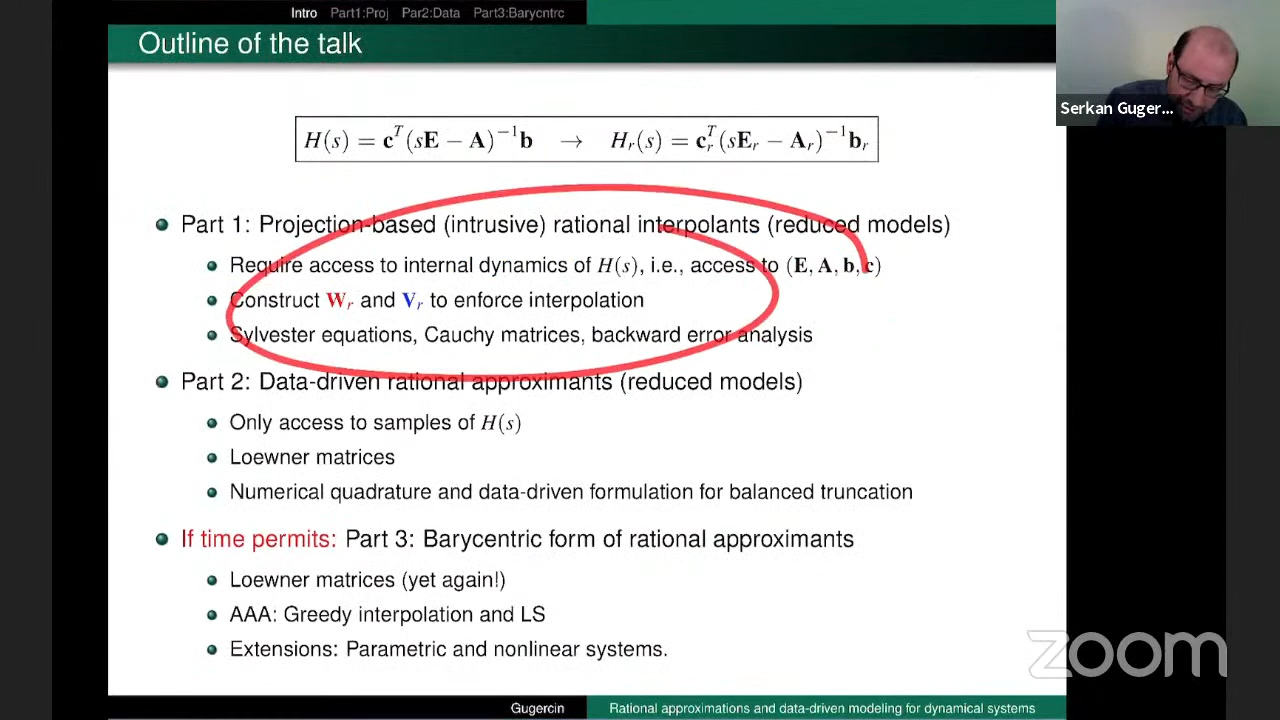 Intro Part1:Proj Par2:Data Part3:Barycntrc
Outline of the talk
Serkan Guger...
H(s) = c^T(sE − A)^{−1}b → H_r(s) = c_r^T(sE_r − A_r)^{−1}b_r
Part 1: Projection-based (intrusive) rational interpolants (reduced models)
Require access to internal dynamics of H(s), i.e., access to (E, A, b, c)
Construct W_r and V_r to enforce interpolation
Sylvester equations, Cauchy matrices, backward error analysis
Part 2: Data-driven rational approximants (reduced models)
Only access to samples of H(s)
Loewner matrices
Numerical quadrature and data-driven formulation for balanced truncation
If time permits: Part 3: Barycentric form of rational approximants
Loewner matrices (yet again!)
AAA: Greedy interpolation and LS
Extensions: Parametric and nonlinear systems.
zoom
Gugercin Rational approximations and data-driven modeling for dynamical systems